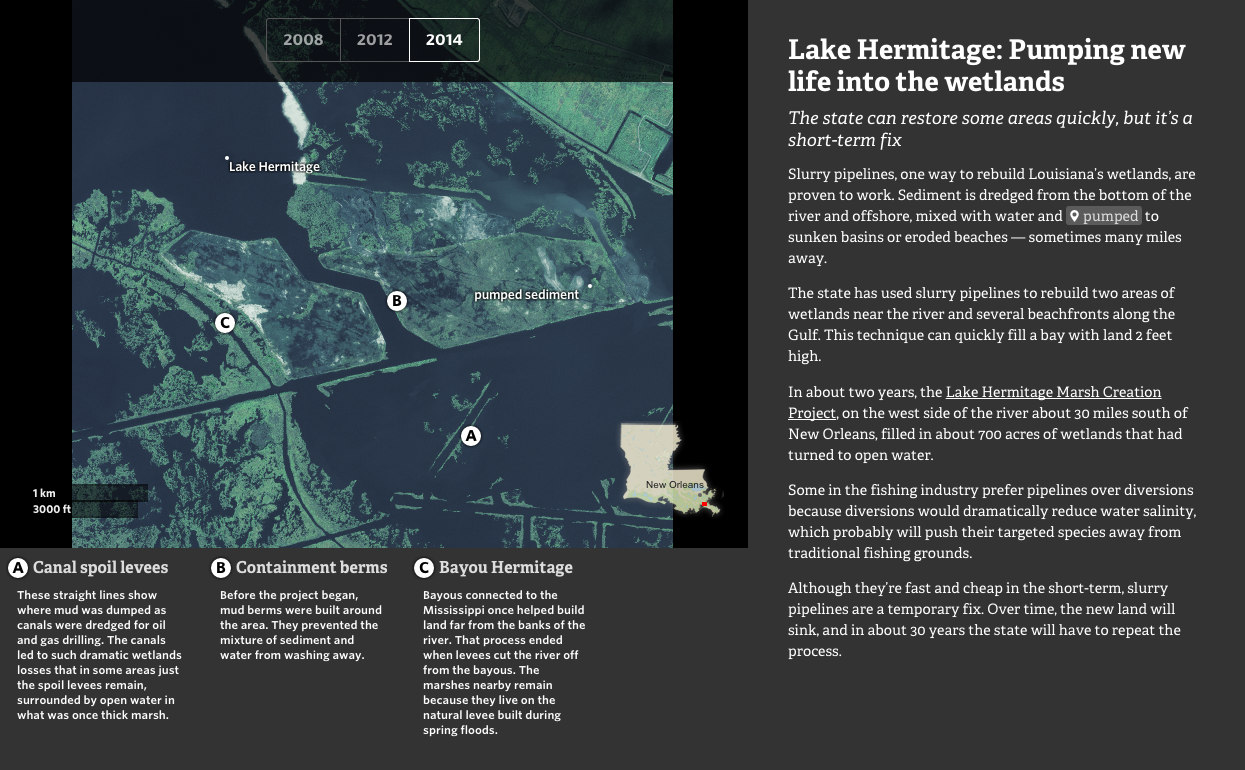 2008 2012 2014
Lake Hermitage
pumped sediment
B
C
A
New Orleans
1 km
3000 ft
A Canal spoil levees
These straight lines show
where mud was dumped as
canals were dredged for oil
and gas drilling. The canals
led to such dramatic wetlands
losses that in some areas just
the spoil levees remain,
surrounded by open water in
what was once thick marsh.
B Containment berms
Before the project began,
mud berms were built around
the area. They prevented the
mixture of sediment and
water from washing away.
C Bayou Hermitage
Bayous connected to the
Mississippi once helped build
land far from the banks of the
river. That process ended
when levees cut the river off
from the bayous. The
marshes nearby remain
because they live on the
natural levee built during
spring floods.
Lake Hermitage: Pumping new
life into the wetlands
The state can restore some areas quickly, but it's a
short-term fix
Slurry pipelines, one way to rebuild Louisiana's wetlands, are
proven to work. Sediment is dredged from the bottom of the
river and offshore, mixed with water and pumped to
sunken basins or eroded beaches — sometimes many miles
away.
The state has used slurry pipelines to rebuild two areas of
wetlands near the river and several beachfronts along the
Gulf. This technique can quickly fill a bay with land 2 feet
high.
In about two years, the Lake Hermitage Marsh Creation
Project, on the west side of the river about 30 miles south of
New Orleans, filled in about 700 acres of wetlands that had
turned to open water.
Some in the fishing industry prefer pipelines over diversions
because diversions would dramatically reduce water salinity,
which probably will push their targeted species away from
traditional fishing grounds.
Although they're fast and cheap in the short-term, slurry
pipelines are a temporary fix. Over time, the new land will
sink, and in about 30 years the state will have to repeat the
process.